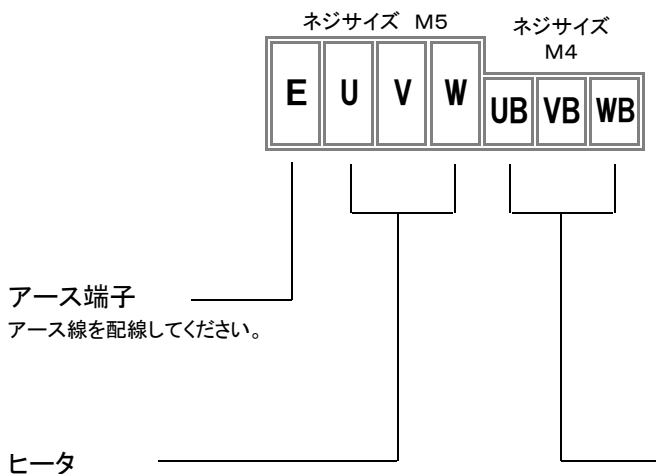 ネジサイズ M5
ネジサイズ
M4
E U V W UB VB WB
アース端子
アース線を配線してください。
ヒータ